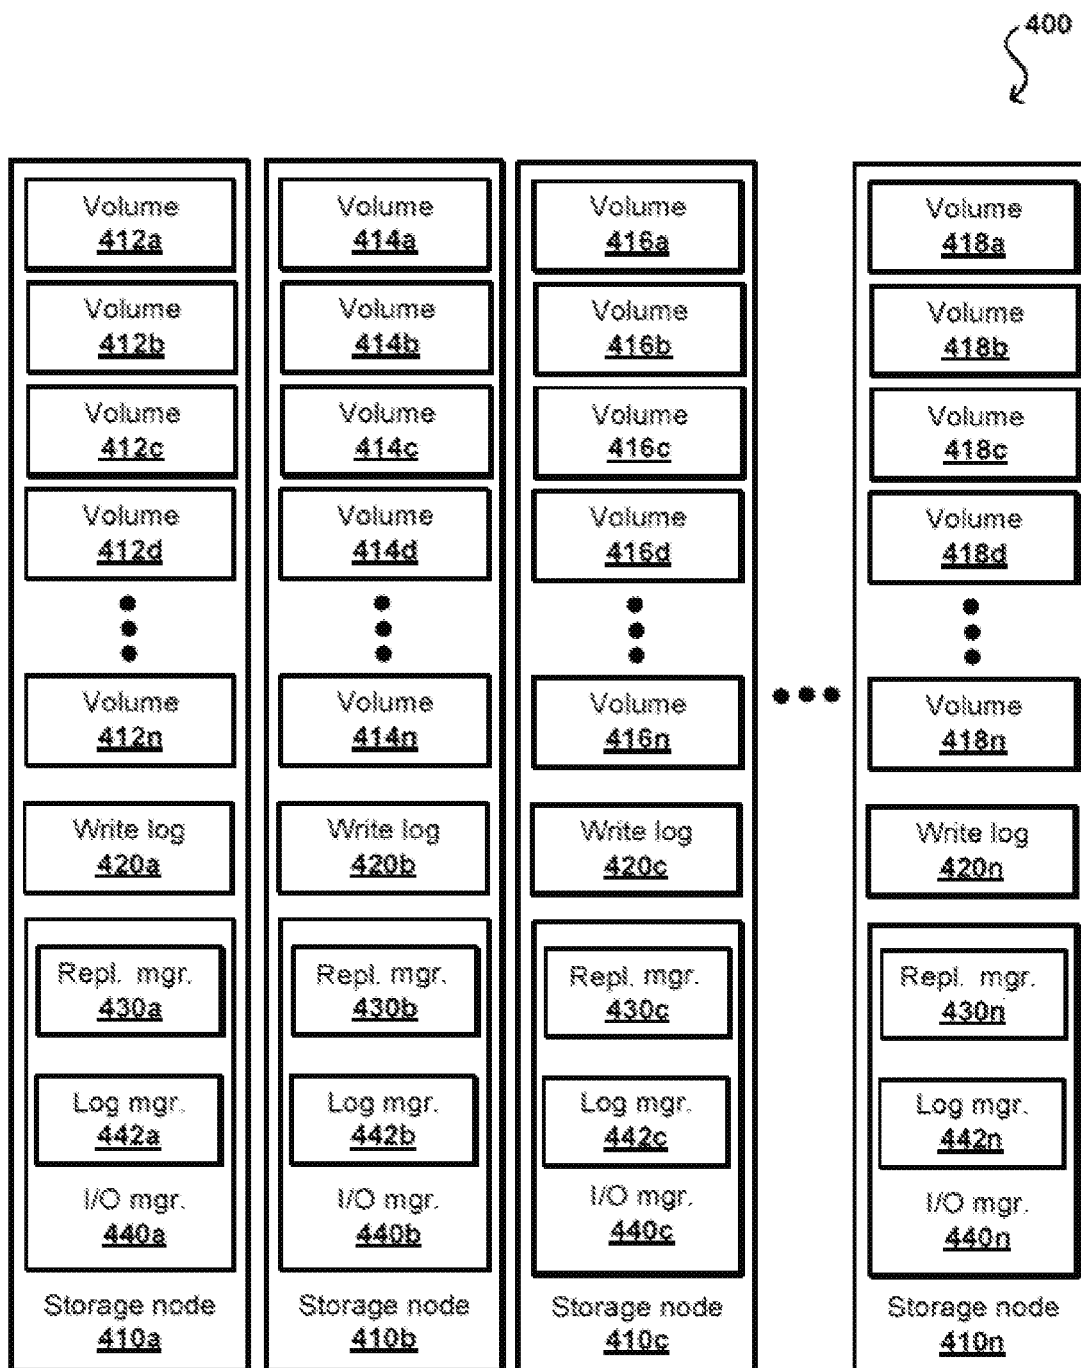 400
Volume
412a
Volume
412b
Volume
412c
Volume
412d
Volume
412n
Write log
420a
Repl. mgr.
430a
Log mgr.
442a
I/O mgr.
440a
Storage node
410a
Volume
414a
Volume
414b
Volume
414c
Volume
414d
Volume
414n
Write log
420b
Repl. mgr.
430b
Log mgr.
442b
I/O mgr.
440b
Storage node
410b
Volume
416a
Volume
416b
Volume
416c
Volume
416d
Volume
416n
Write log
420c
Repl. mgr.
430c
Log mgr.
442c
I/O mgr.
440c
Storage node
410c
Volume
418a
Volume
418b
Volume
418c
Volume
418d
Volume
418n
Write log
420n
Repl. mgr.
430n
Log mgr.
442n
I/O mgr.
440n
Storage node
410n